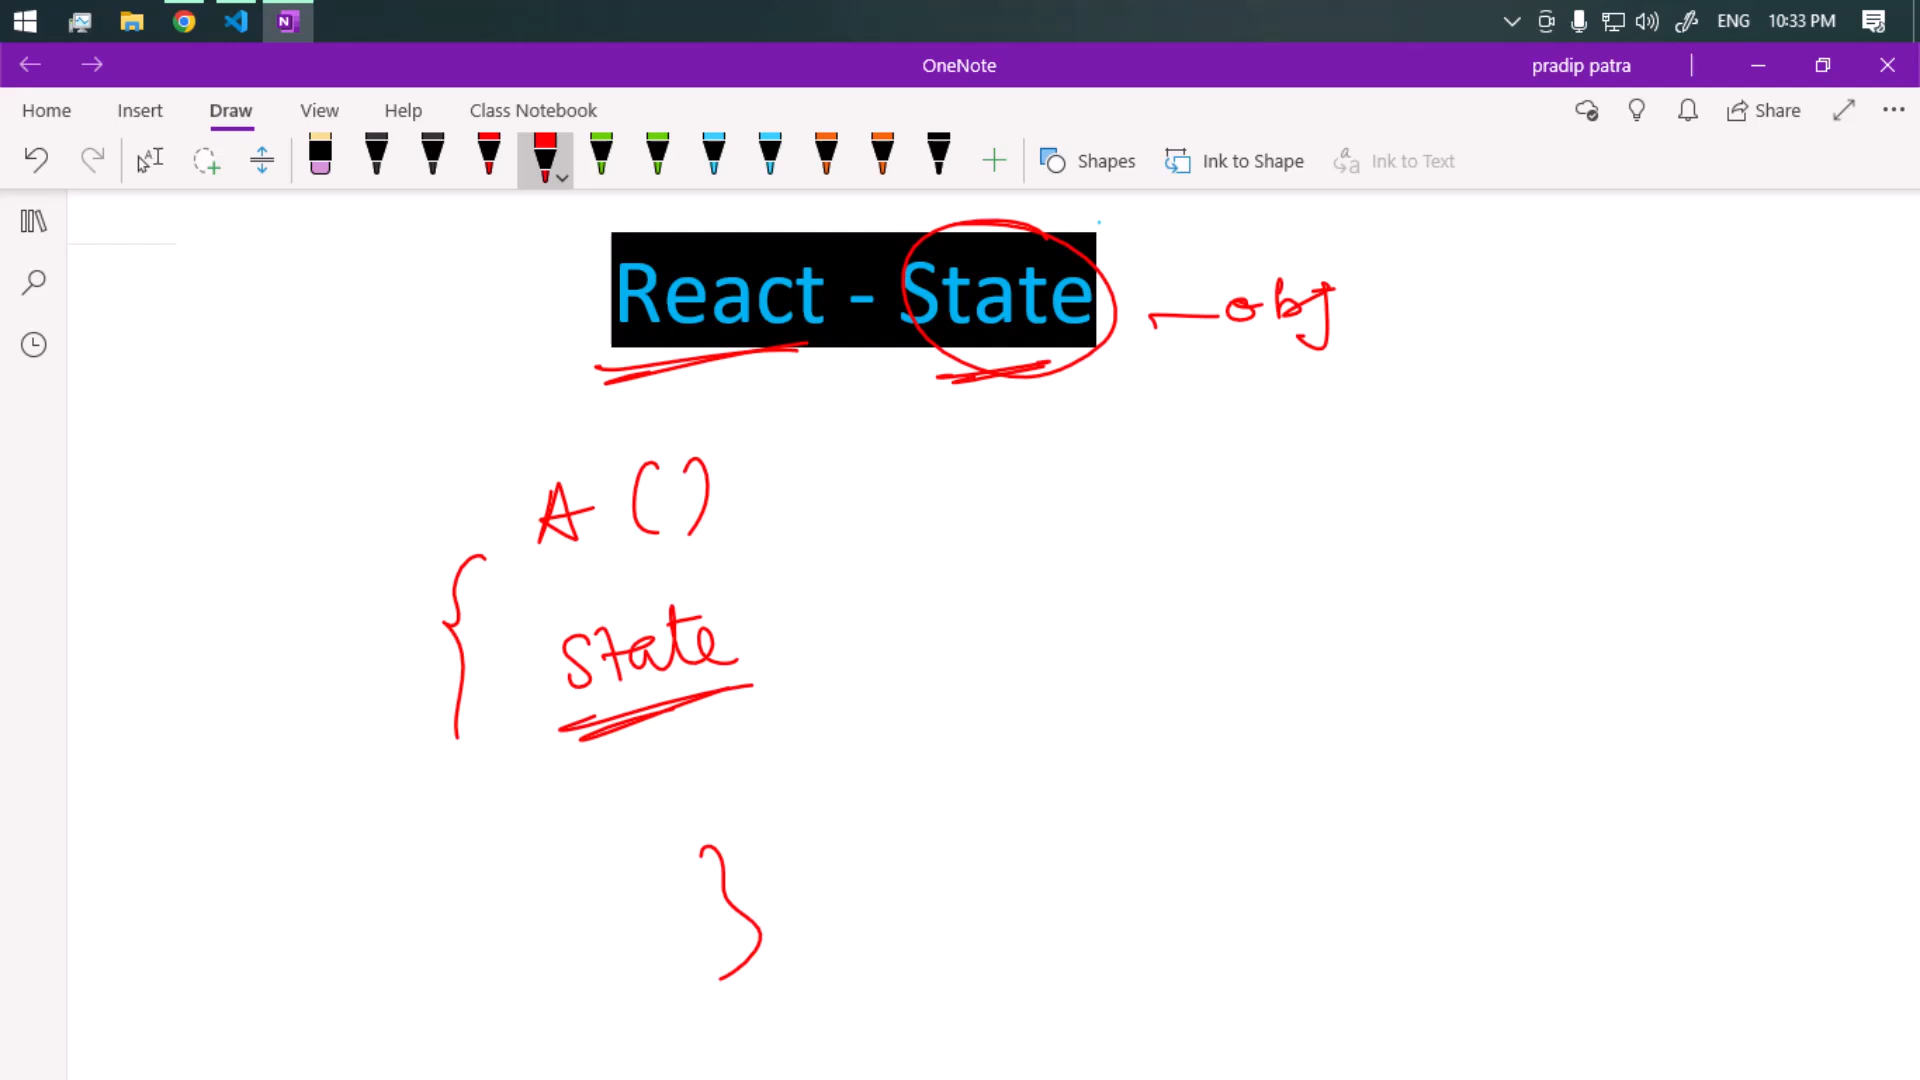 ENG 10:33 PM
OneNote
pradip patra
Home Insert Draw View Help Class Notebook Share
Shapes Ink to Shape Ink to Text
React - State
obj
A ()
{
state
}